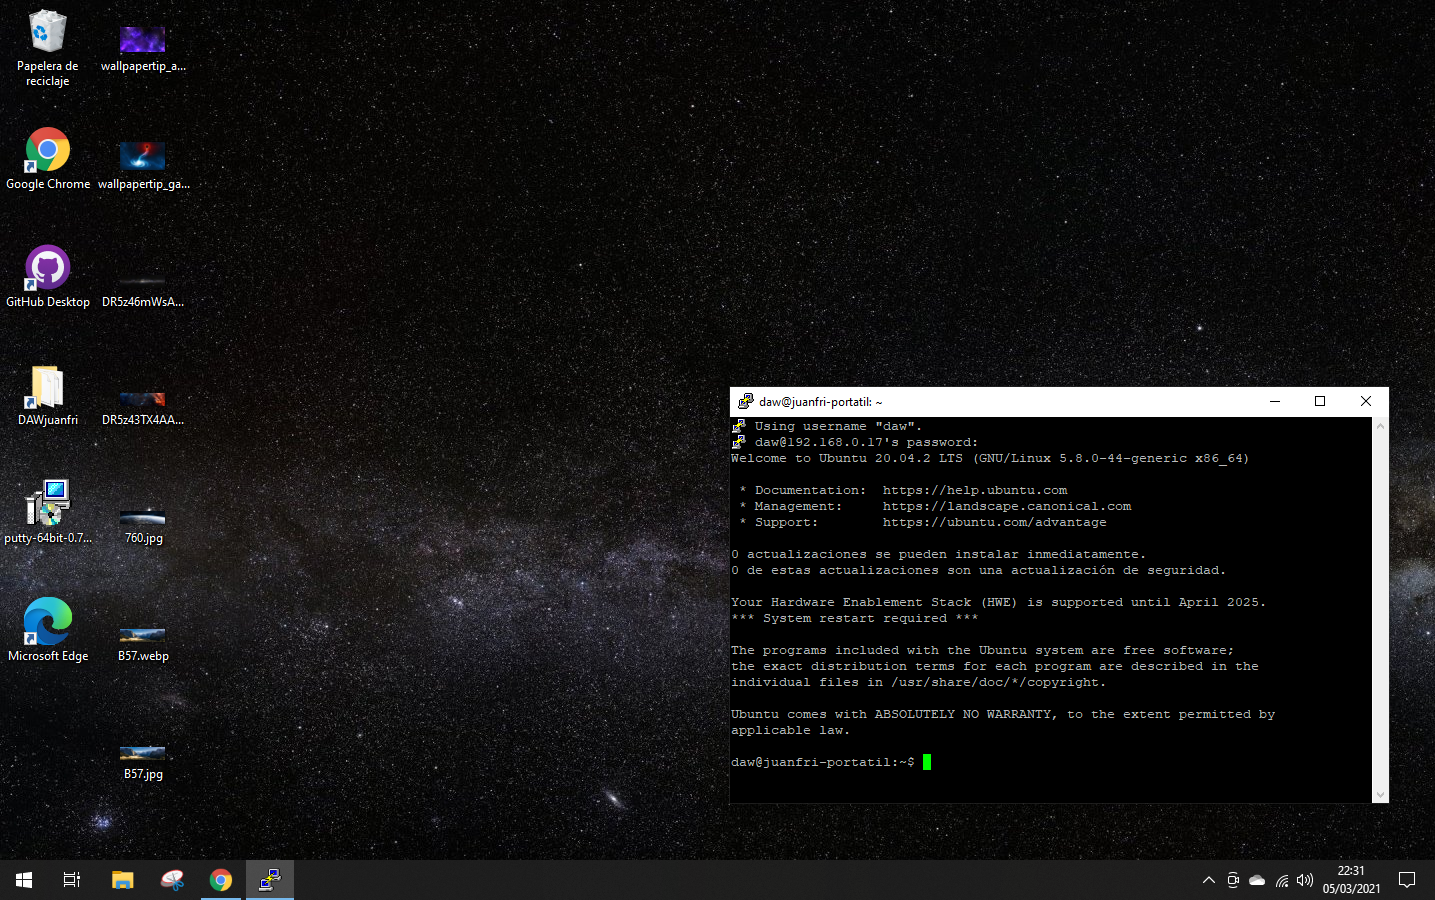 Papelera de
reciclaje
wallpapertip_a...
Google Chrome
wallpapertip_ga...
GitHub Desktop
DR5z46mWsA...
DAWjuanfri
DR5z43TX4AA...
putty-64bit-0.7...
760.jpg
Microsoft Edge
B57.webp
B57.jpg
daw@juanfri-portatil: ~
Using username "daw".
daw@192.168.0.17's password:
Welcome to Ubuntu 20.04.2 LTS (GNU/Linux 5.8.0-44-generic x86_64)
* Documentation:  https://help.ubuntu.com
* Management:     https://landscape.canonical.com
* Support:        https://ubuntu.com/advantage
0 actualizaciones se pueden instalar inmediatamente.
0 de estas actualizaciones son una actualización de seguridad.
Your Hardware Enablement Stack (HWE) is supported until April 2025.
*** System restart required ***
The programs included with the Ubuntu system are free software;
the exact distribution terms for each program are described in the
individual files in /usr/share/doc/*/copyright.
Ubuntu comes with ABSOLUTELY NO WARRANTY, to the extent permitted by
applicable law.
daw@juanfri-portatil:~$
22:31
05/03/2021